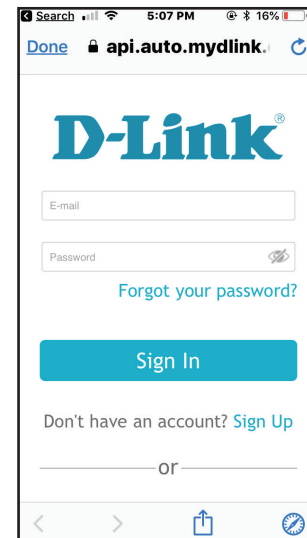 Search 5:07 PM 16%
Done api.auto.mydlink.
D-Link®
E-mail
Password
Forgot your password?
Sign In
Don't have an account? Sign Up
or